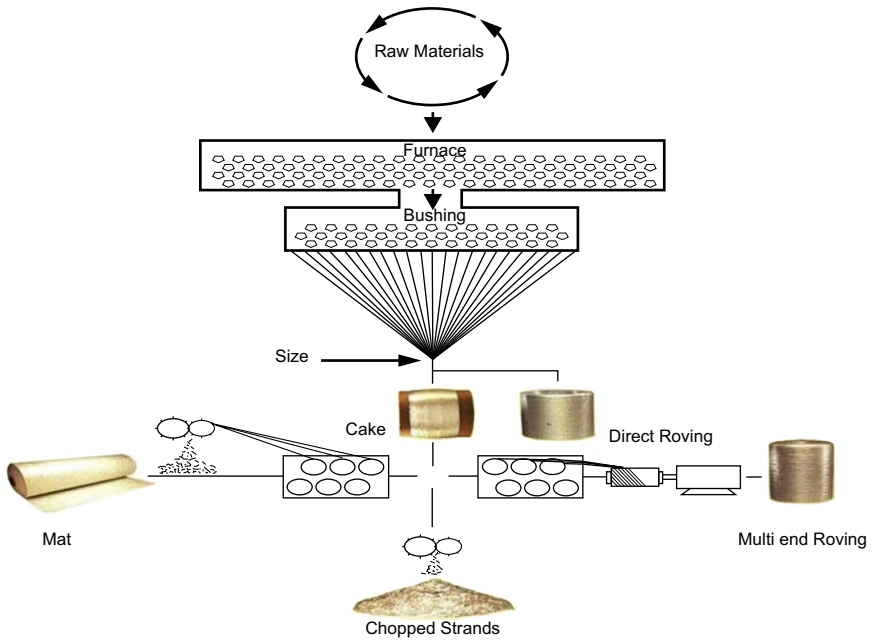 Raw Materials
Furnace
Bushing
Size
Cake
Direct Roving
Mat
Multi end Roving
Chopped Strands